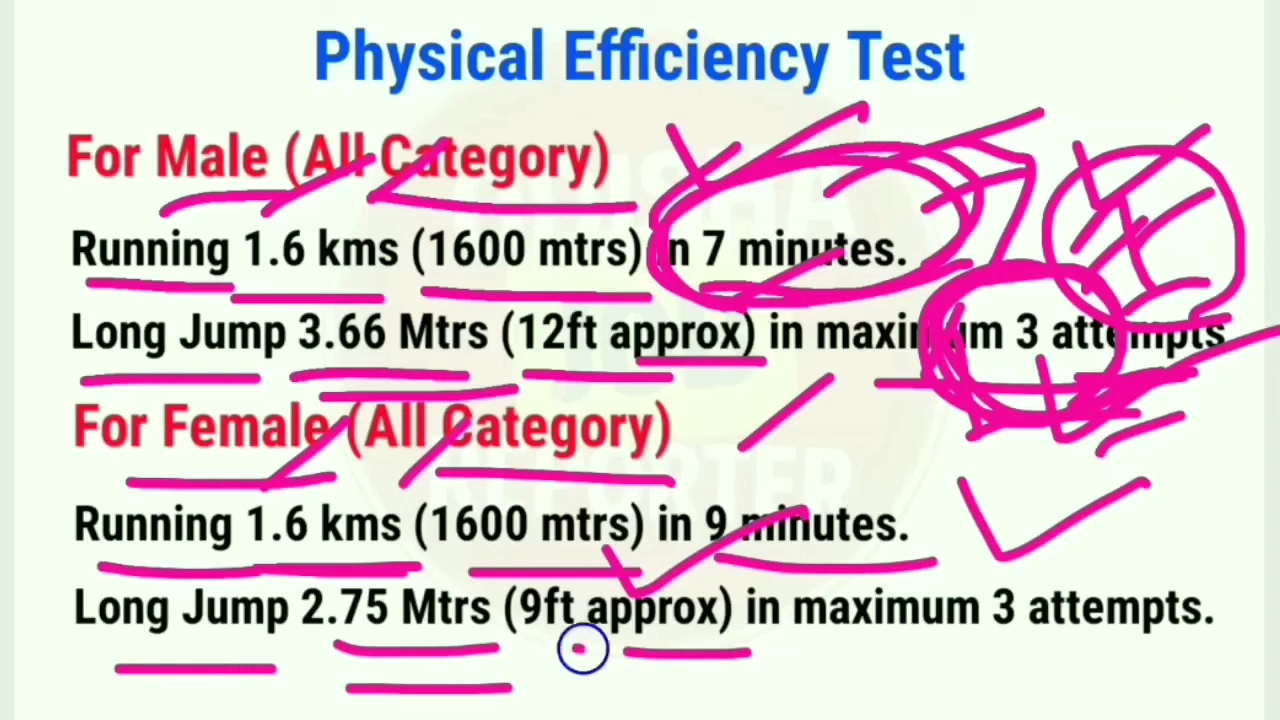 Physical Efficiency Test
For Male (All Category)
Running 1.6 kms (1600 mtrs) in 7 minutes.
Long Jump 3.66 Mtrs (12ft approx) in maximum 3 attempts
For Female (All Category)
Running 1.6 kms (1600 mtrs) in 9 minutes.
Long Jump 2.75 Mtrs (9ft approx) in maximum 3 attempts.
REPORTER